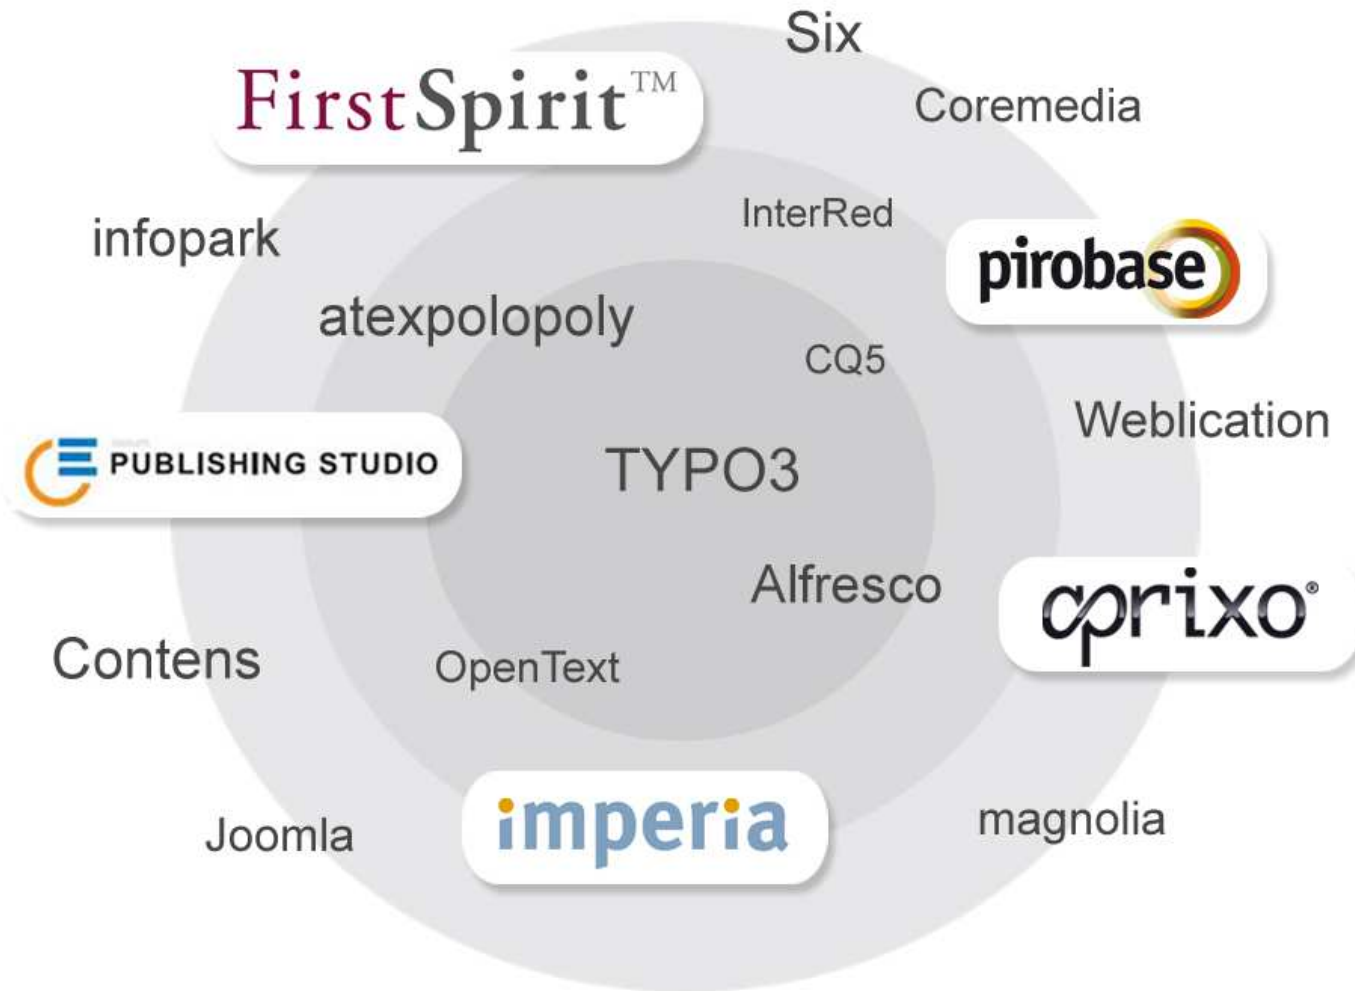 Six
FirstSpirit™
Coremedia
InterRed
infopark
pirobase
atexpolopoly
CQ5
Weblication
PUBLISHING STUDIO
TYPO3
Alfresco
aprixo®
Contens
OpenText
Joomla
imperia
magnolia